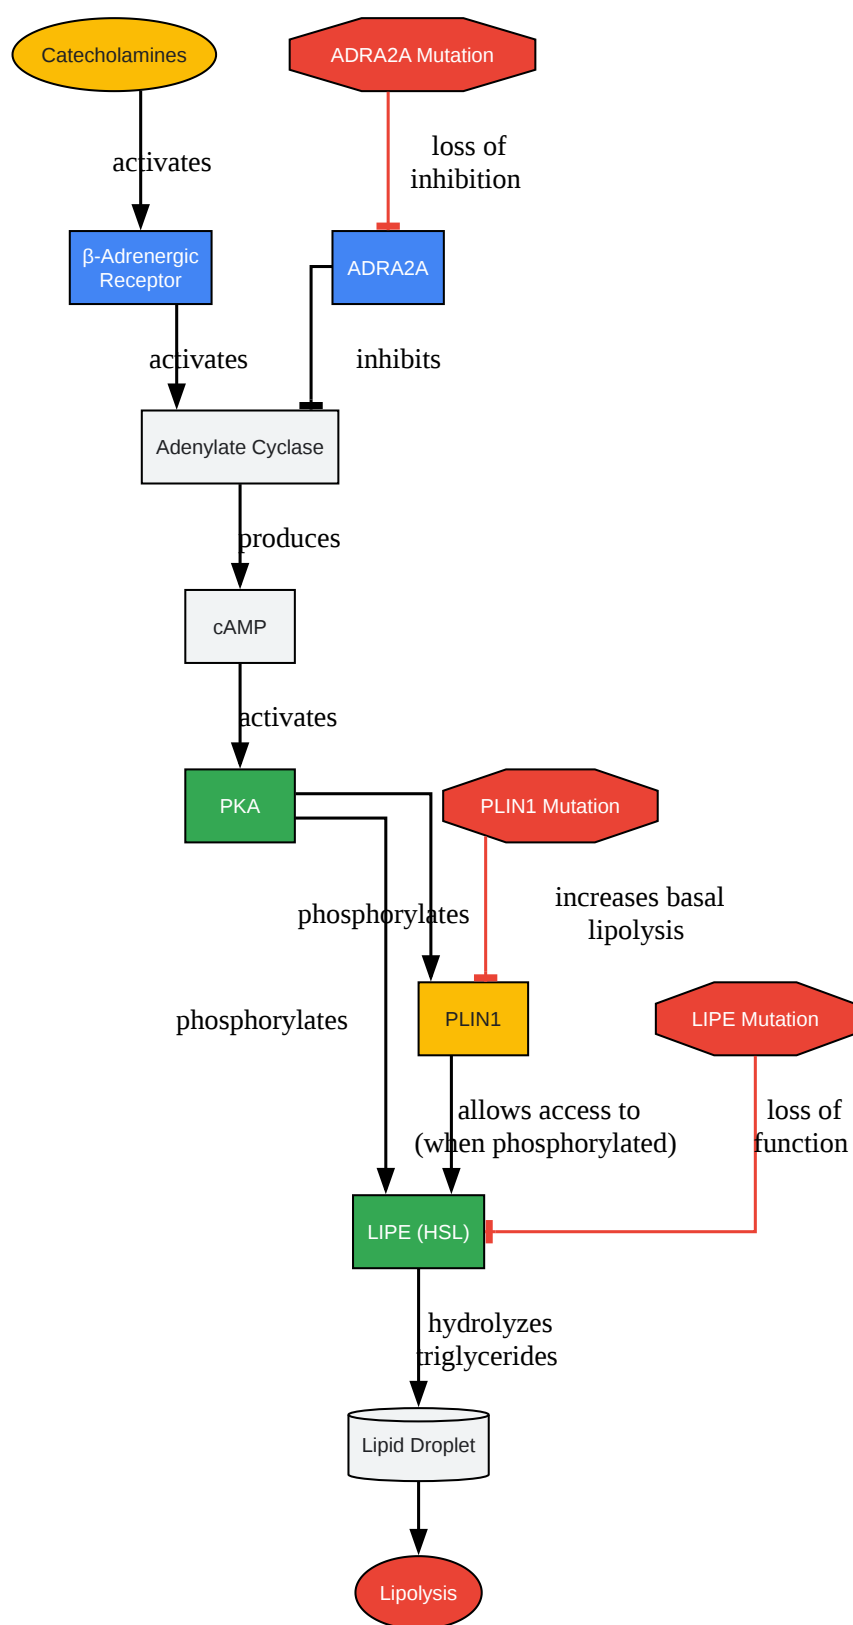 Catecholamines
ADRA2A Mutation
activates
loss of
inhibition
β-Adrenergic
Receptor
ADRA2A
activates
inhibits
Adenylate Cyclase
produces
cAMP
activates
PKA
PLIN1 Mutation
phosphorylates
increases basal
lipolysis
phosphorylates
PLIN1
LIPE Mutation
allows access to
(when phosphorylated)
loss of
function
LIPE (HSL)
hydrolyzes
triglycerides
Lipid Droplet
Lipolysis